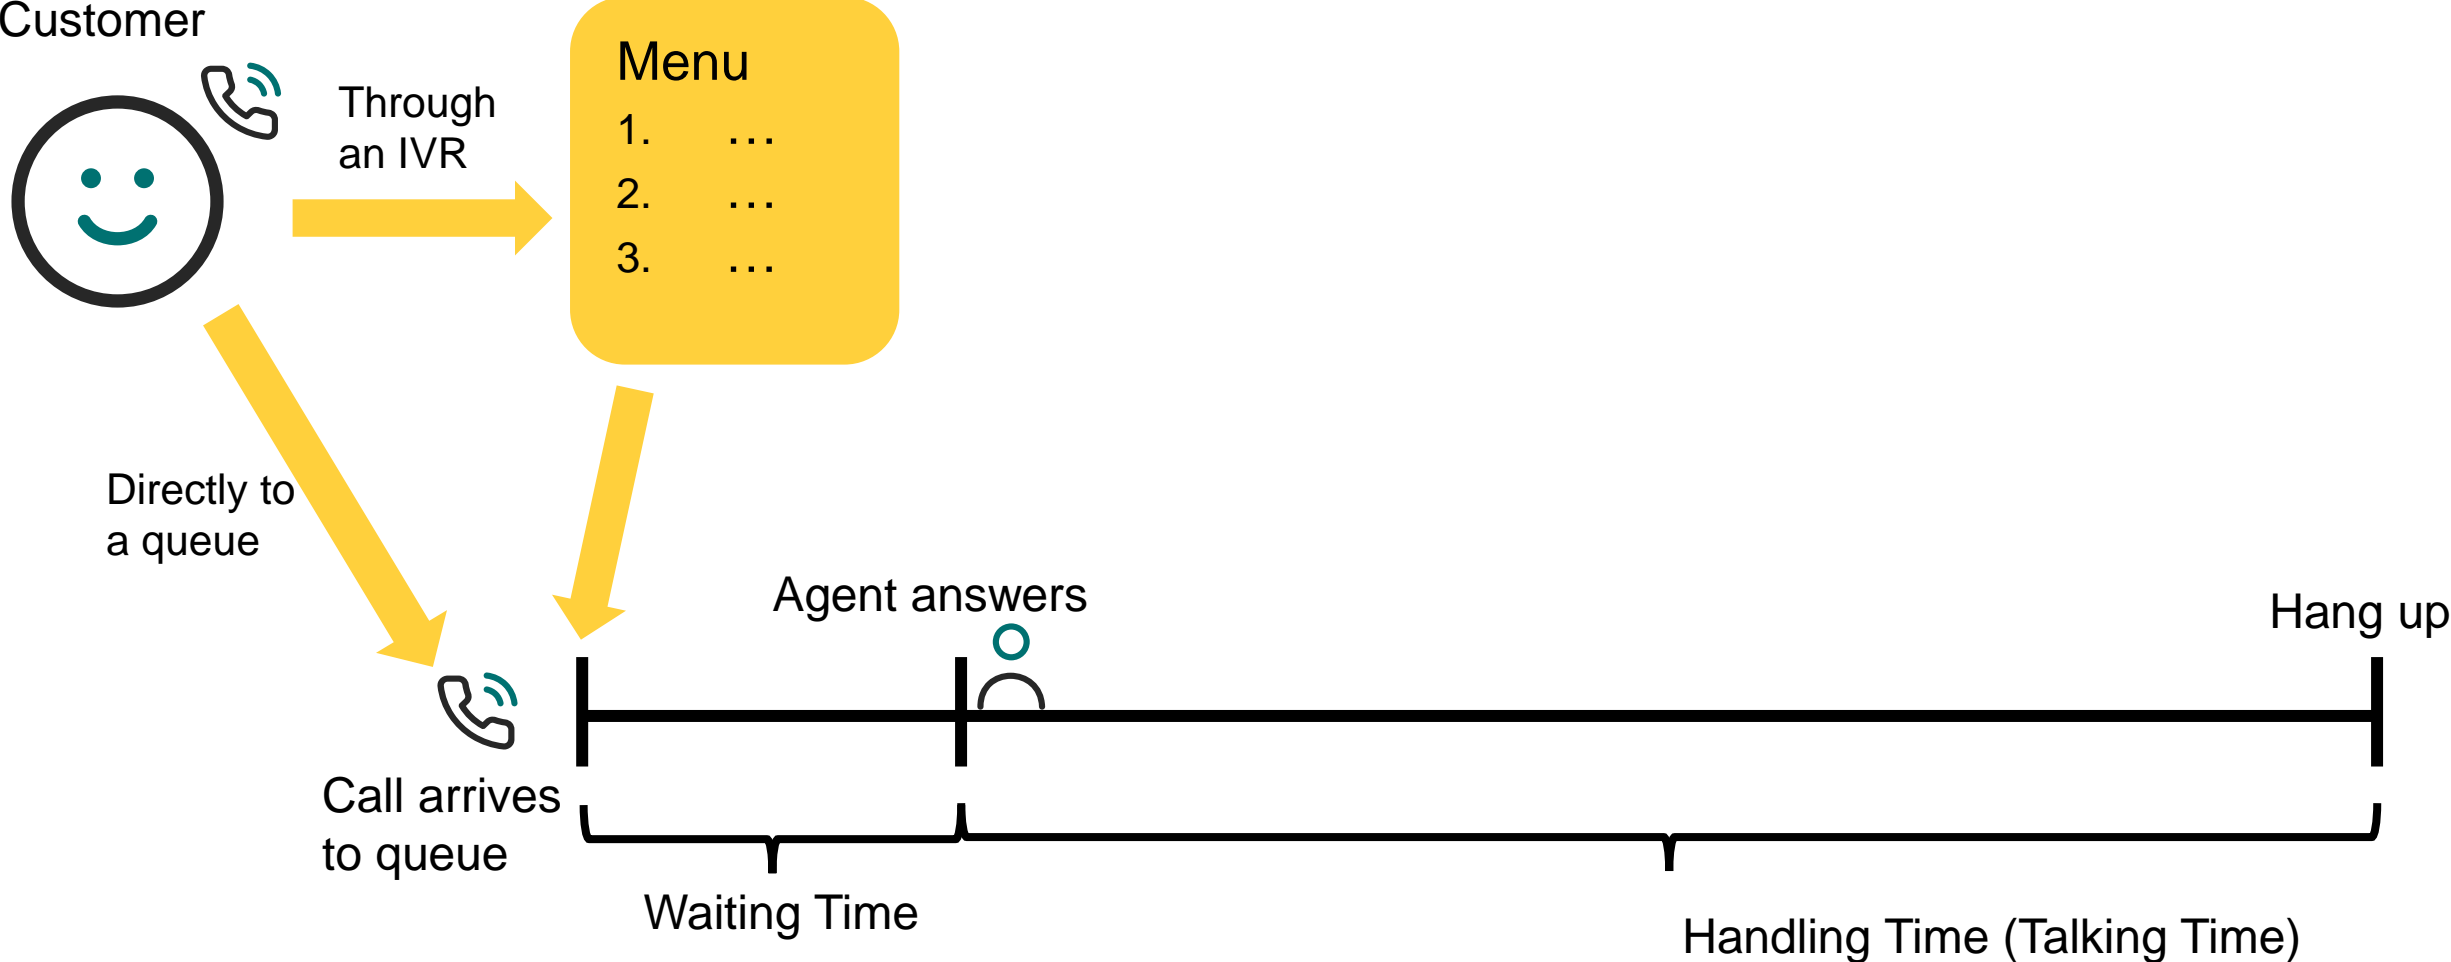 Customer
Through
an IVR
Menu
1. ...
2. ...
3. ...
Directly to
a queue
Agent answers
Hang up
Call arrives
to queue
Waiting Time
Handling Time (Talking Time)